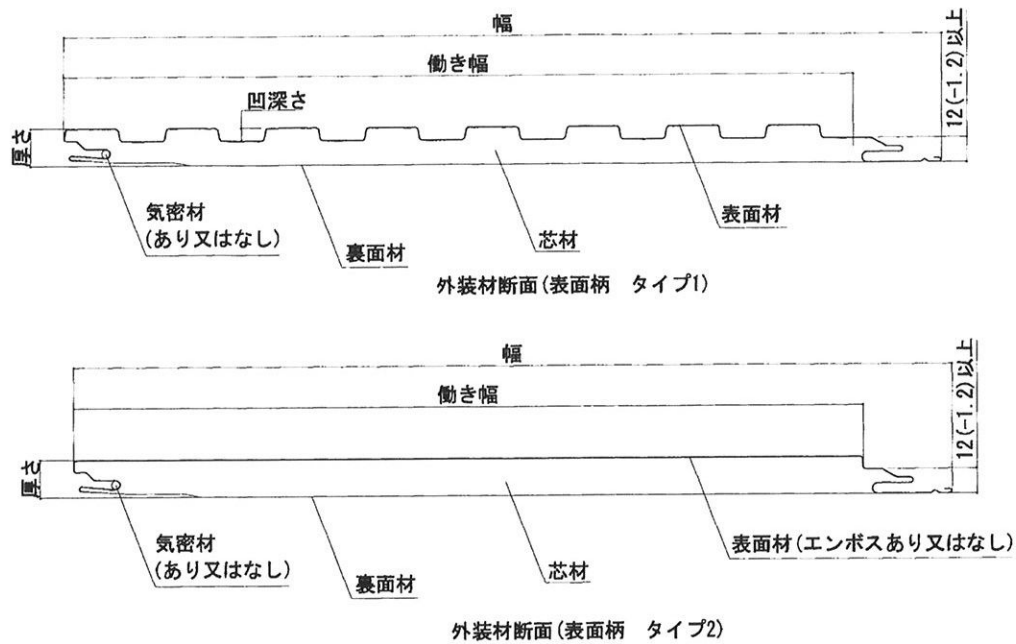 幅
働き幅
凹深さ
厚さ
12(-1.2)以上
気密材
(あり又はなし)
裏面材
芯材
表面材
外装材断面(表面柄　タイプ1)
幅
働き幅
厚さ
12(-1.2)以上
気密材
(あり又はなし)
裏面材
芯材
表面材(エンボスあり又はなし)
外装材断面(表面柄　タイプ2)